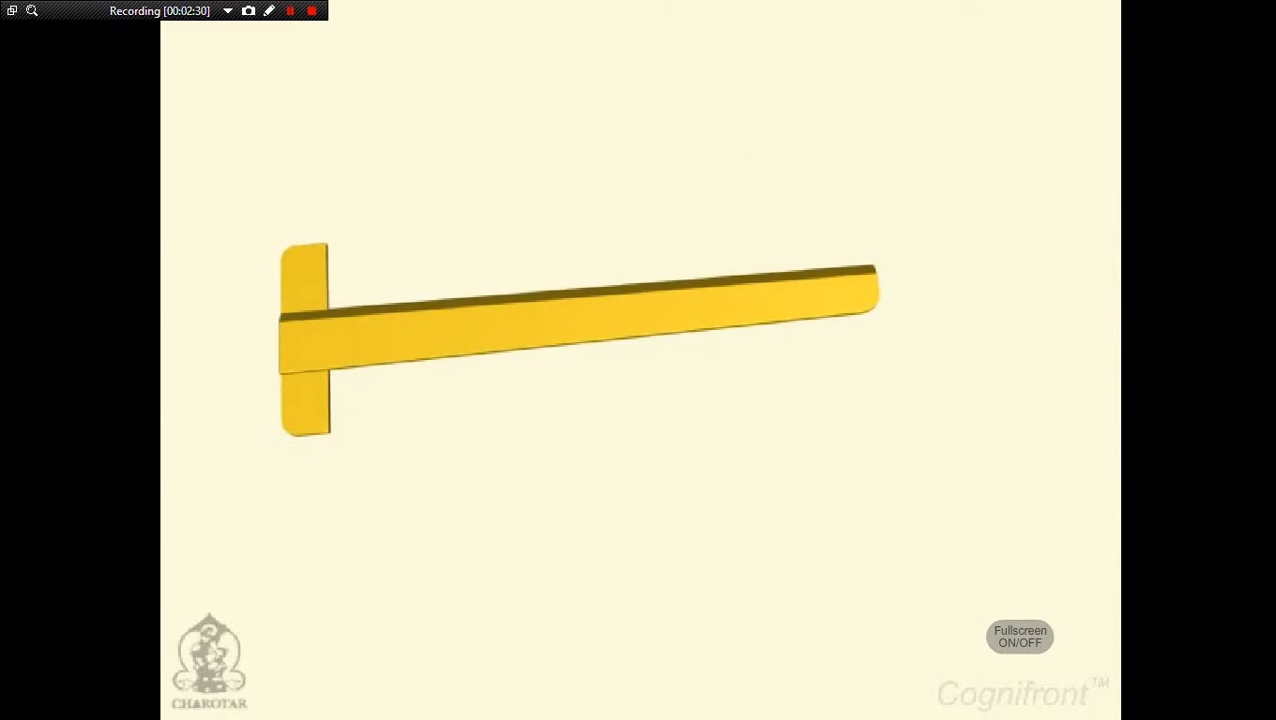 Recording [00:02:30]
Fullscreen
ON/OFF
CHAROTAR
Cognifront™